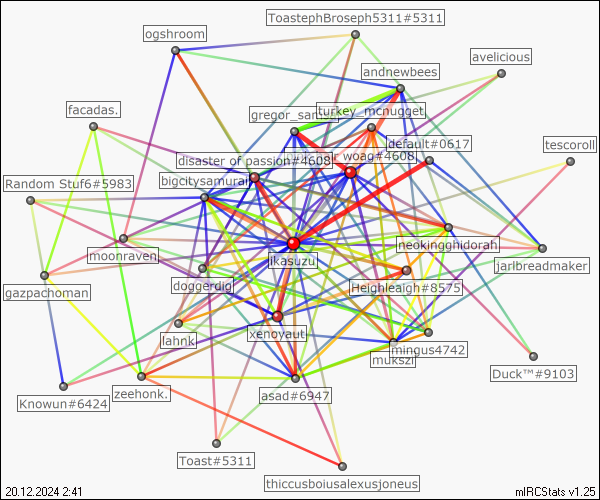 ToastephBroseph5311#5311
ogshroom
avelicious
andnewbees
facadas.
gregor_sam
turkey_mcnugget
default#0617
tescoroll
disaster of passion#4608
woag#4608
Random Stuf6#5983
bigcitysamurai
neokingghidorah
moonraven
jkasuzu
jarlbreadmaker
gazpachoman
doggerdig
Heighleaigh#8575
lahnk
xenoyaut
mingus4742
mukszi
Duck™#9103
Knowun#6424
zeehonk.
asad#6947
Toast#5311
thiccusboiusalexusjoneus
20.12.2024 2:41
mIRCStats v1.25